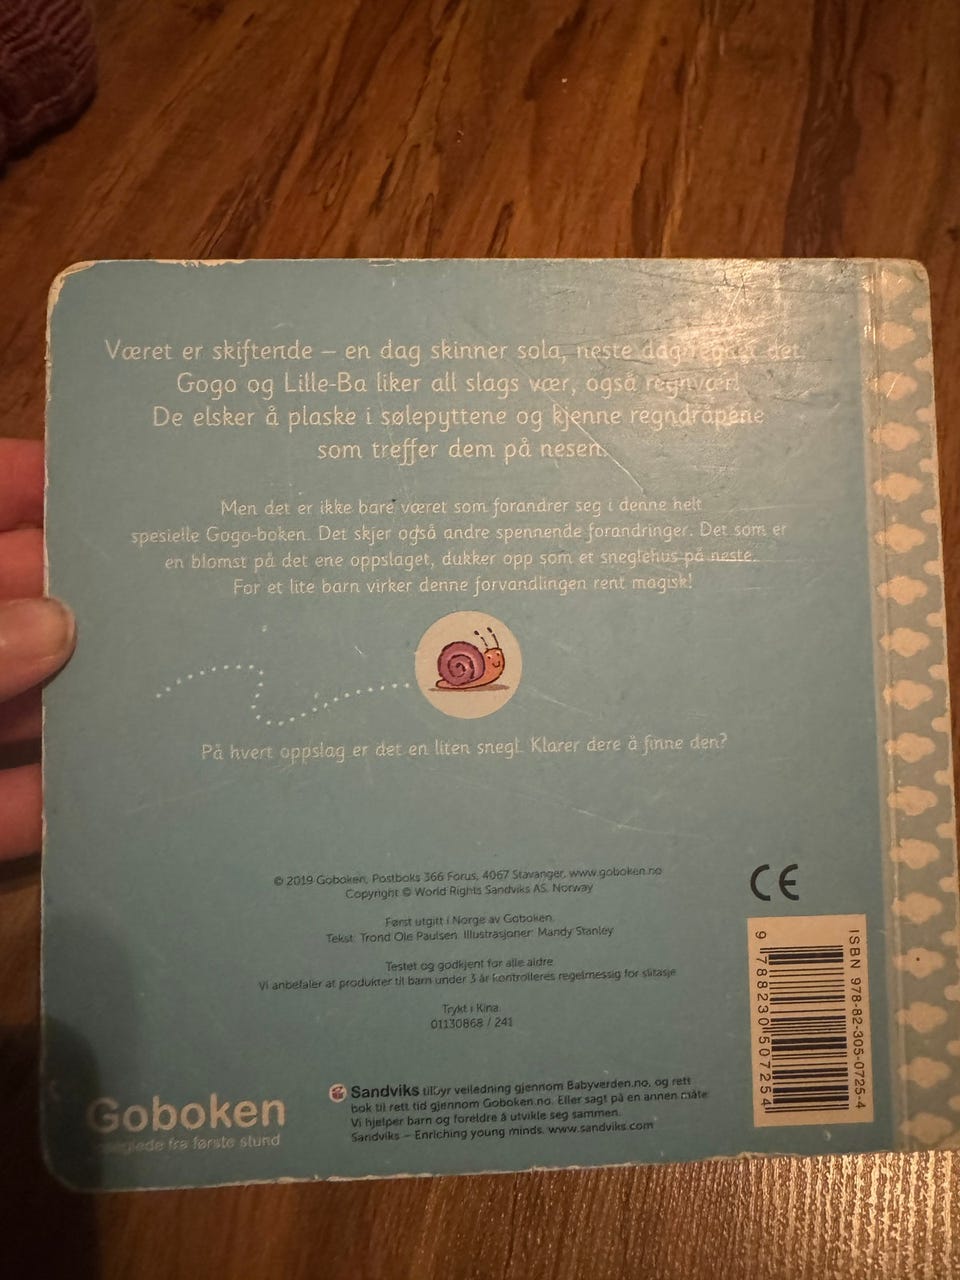 Været er skiftende – en dag skinner sola, neste dag regner det.
Gogo og Lille-Ba liker all slags vær, også regnvær!
De elsker å plaske i sølepyttene og kjenne regndråpene
som treffer dem på nesen.
Men det er ikke bare været som forandrer seg i denne helt
spesielle Gogo-boken. Det skjer også andre spennende forandringer. Det som er
en blomst på det ene oppslaget, dukker opp som et sneglehus på neste.
For et lite barn virker denne forvandlingen rent magisk!
På hvert oppslag er det en liten snegl. Klarer dere å finne den?
© 2019 Goboken, Postboks 366 Forus, 4067 Stavanger, www.goboken.no
Copyright © World Rights Sandviks AS, Norway
Først utgitt i Norge av Goboken.
Tekst: Trond Ole Paulsen. Illustrasjoner: Mandy Stanley
Testet og godkjent for alle aldre
Vi anbefaler at produkter til barn under 3 år kontrolleres regelmessig for slitasje
Trykt i Kina
01130868 / 241
CE
ISBN 978-82-305-0725-4
9 788230 507254
Goboken
fra første stund
Sandviks tilbyr veiledning gjennom Babyverden.no, og rett
bok til rett tid gjennom Goboken.no. Eller sagt på en annen måte:
Vi hjelper barn og foreldre å utvikle seg sammen.
Sandviks – Enriching young minds. www.sandviks.com